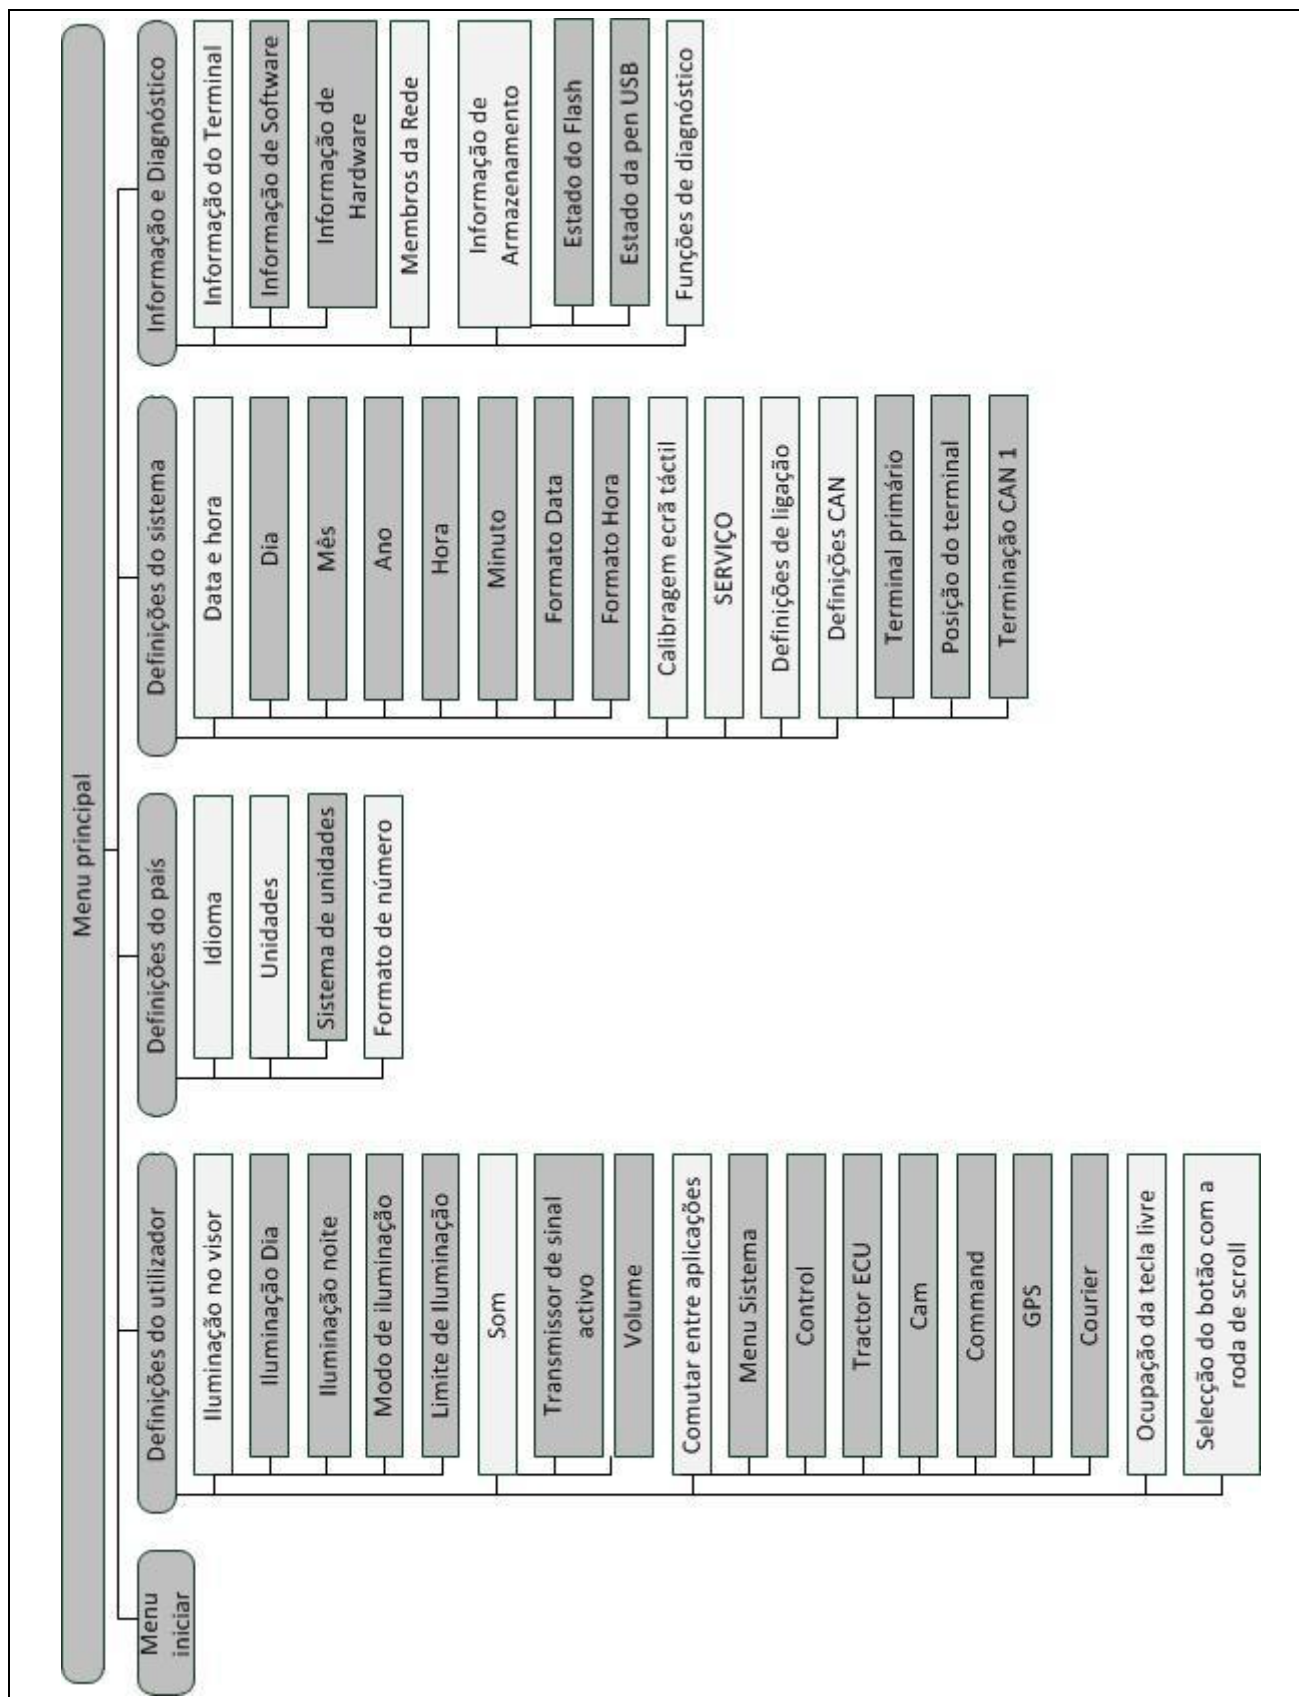 Menu principal
Menu
iniciar
Definições do utilizador
Iluminação no visor
Iluminação Dia
Iluminação noite
Modo de iluminação
Limite de Iluminação
Som
Transmissor de sinal
activo
Volume
Comutar entre aplicações
Menu Sistema
Control
Tractor ECU
Cam
Command
GPS
Courier
Ocupação da tecla livre
Selecção do botão com a
roda de scroll
Definições do país
Idioma
Unidades
Sistema de unidades
Formato de número
Definições do sistema
Data e hora
Dia
Mês
Ano
Hora
Minuto
Formato Data
Formato Hora
Calibragem ecrã táctil
SERVIÇO
Definições de ligação
Definições CAN
Terminal primário
Posição do terminal
Terminação CAN 1
Informação e Diagnóstico
Informação do Terminal
Informação de Software
Informação de
Hardware
Membros da Rede
Informação de
Armazenamento
Estado do Flash
Estado da pen USB
Funções de diagnóstico